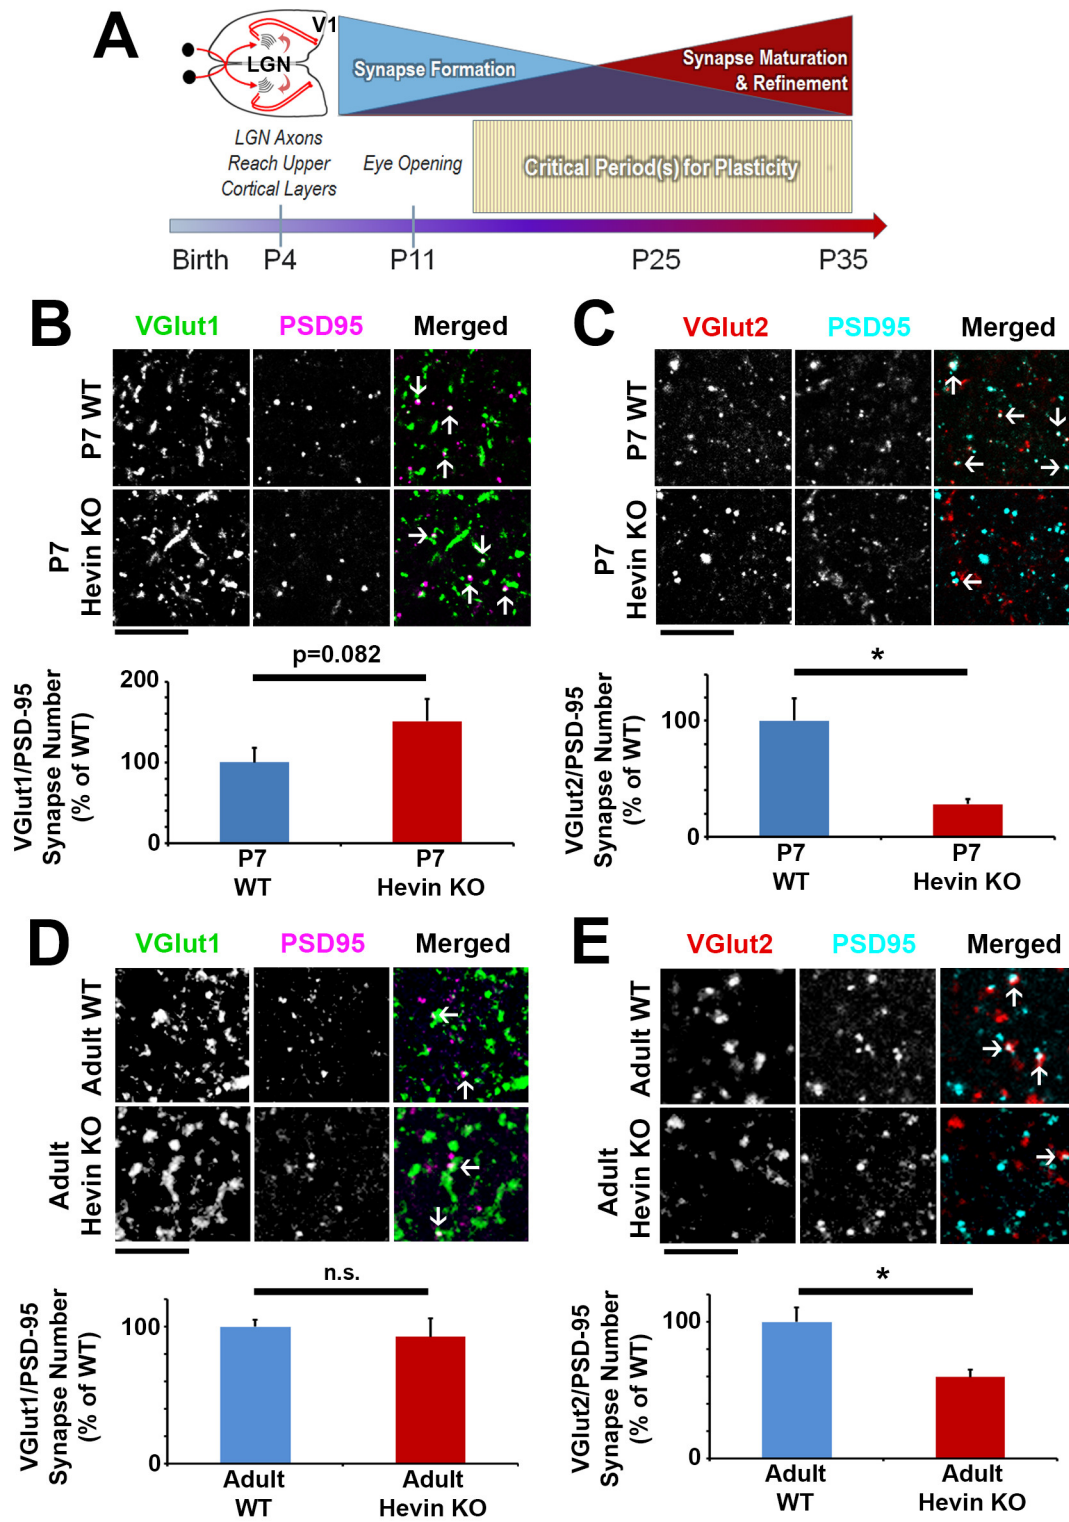 A
V1
LGN
Synapse Formation
Synapse Maturation
& Refinement
LGN Axons
Reach Upper
Cortical Layers
Eye Opening
Critical Period(s) for Plasticity
Birth P4 P11 P25 P35
B
VGlut1 PSD95 Merged
P7 WT
P7
Hevin KO
p=0.082
VGlut1/PSD-95
Synapse Number
(% of WT)
200
100
0
P7
WT
P7
Hevin KO
C
VGlut2 PSD95 Merged
P7 WT
P7
Hevin KO
*
VGlut2/PSD-95
Synapse Number
(% of WT)
100
0
P7
WT
P7
Hevin KO
D
VGlut1 PSD95 Merged
Adult WT
Adult
Hevin KO
n.s.
VGlut1/PSD-95
Synapse Number
(% of WT)
100
0
Adult
WT
Adult
Hevin KO
E
VGlut2 PSD95 Merged
Adult WT
Adult
Hevin KO
*
VGlut2/PSD-95
Synapse Number
(% of WT)
100
0
Adult
WT
Adult
Hevin KO